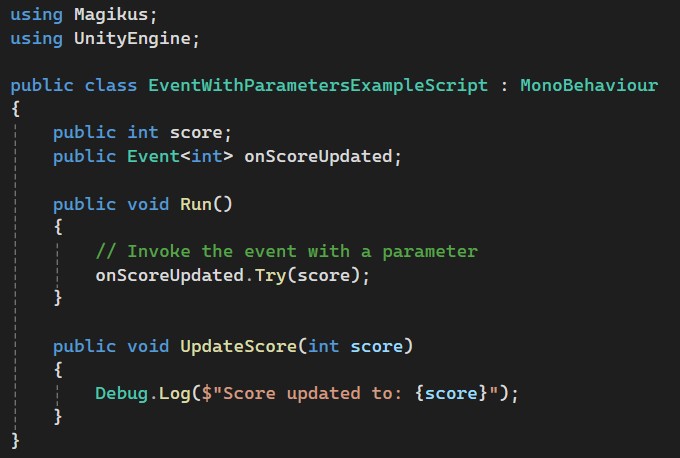 using Magikus;
using UnityEngine;

public class EventWithParametersExampleScript : MonoBehaviour
{
    public int score;
    public Event<int> onScoreUpdated;

    public void Run()
    {
        // Invoke the event with a parameter
        onScoreUpdated.Try(score);
    }

    public void UpdateScore(int score)
    {
        Debug.Log($"Score updated to: {score}");
    }
}